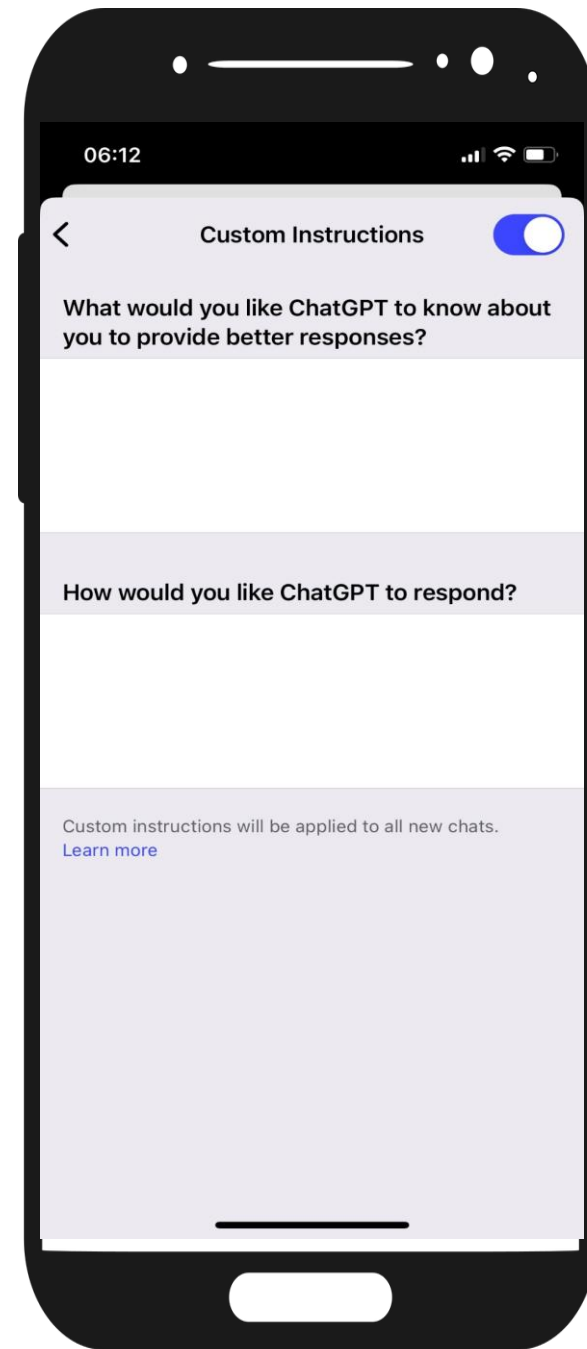 06:12
Custom Instructions
What would you like ChatGPT to know about
you to provide better responses?
How would you like ChatGPT to respond?
Custom instructions will be applied to all new chats.
Learn more